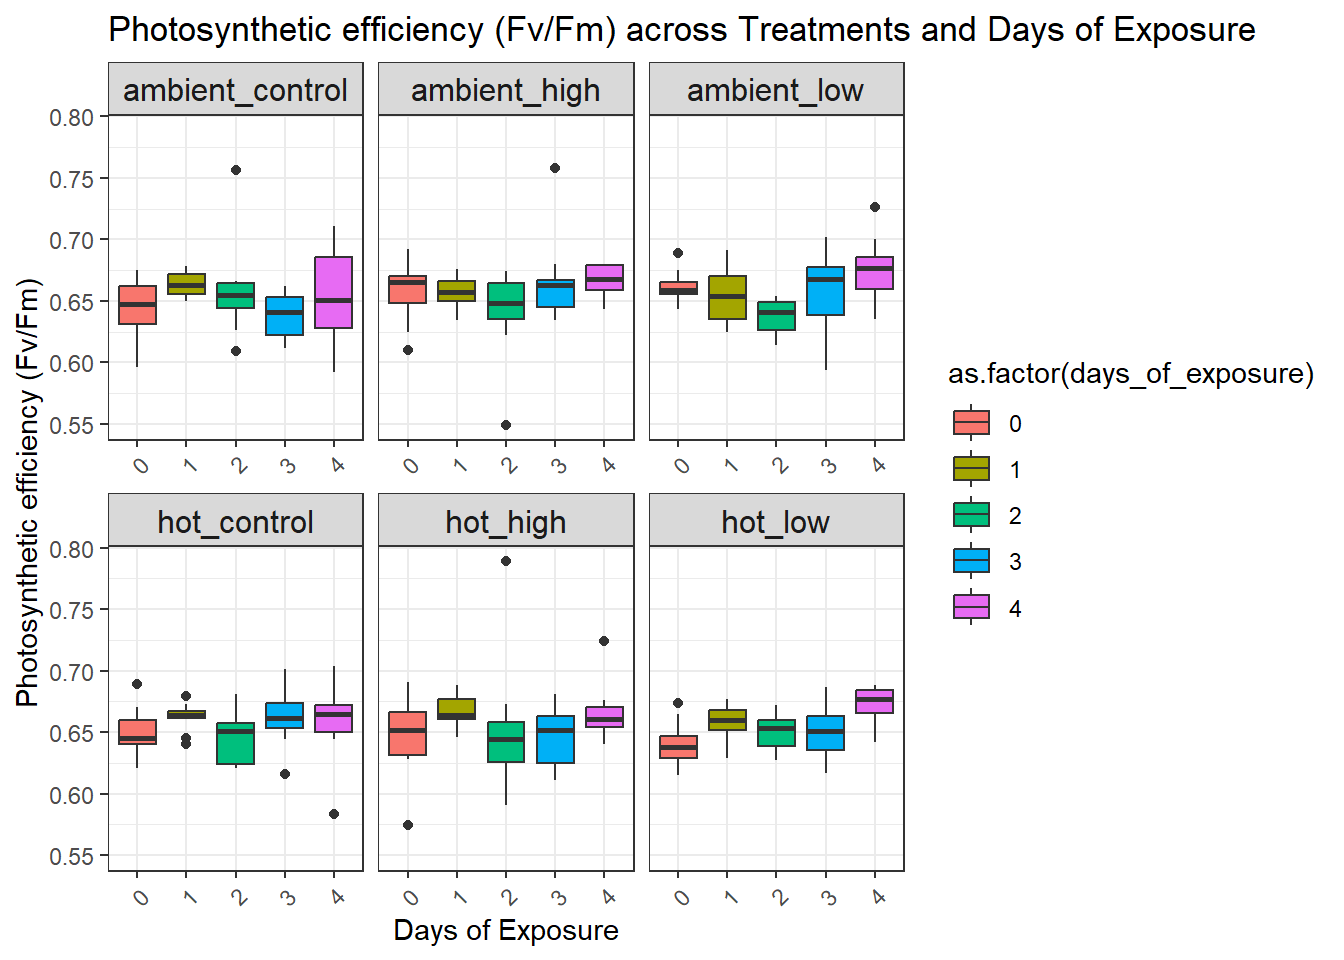 Photosynthetic efficiency (Fv/Fm) across Treatments and Days of Exposure
ambient_control
ambient_high
ambient_low
0.80
0.75
0.70
0.65
0.60
0.55
0 1 2 3 4
0 1 2 3 4
0 1 2 3 4
Photosynthetic efficiency (Fv/Fm)
hot_control
hot_high
hot_low
0.80
0.75
0.70
0.65
0.60
0.55
0 1 2 3 4
0 1 2 3 4
0 1 2 3 4
Days of Exposure
as.factor(days_of_exposure)
0
1
2
3
4